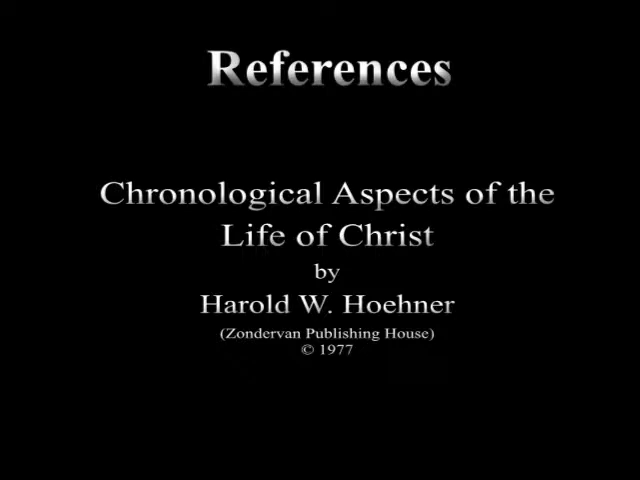 References
Chronological Aspects of the
Life of Christ
by
Harold W. Hoehner
(Zondervan Publishing House)
© 1977